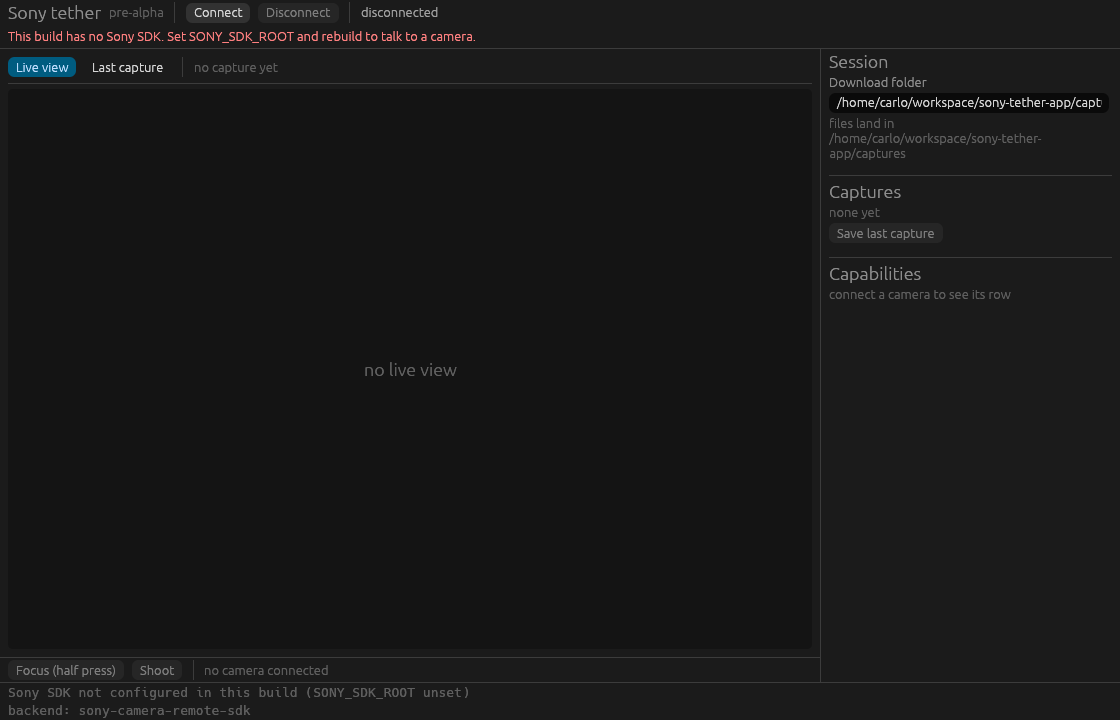 Sony tether pre-alpha Connect Disconnect disconnected
This build has no Sony SDK. Set SONY_SDK_ROOT and rebuild to talk to a camera.
Live view Last capture no capture yet
no live view
Focus (half press) Shoot no camera connected
Session
Download folder
/home/carlo/workspace/sony-tether-app/capt
files land in
/home/carlo/workspace/sony-tether-
app/captures
Captures
none yet
Save last capture
Capabilities
connect a camera to see its row
Sony SDK not configured in this build (SONY_SDK_ROOT unset)
backend: sony-camera-remote-sdk